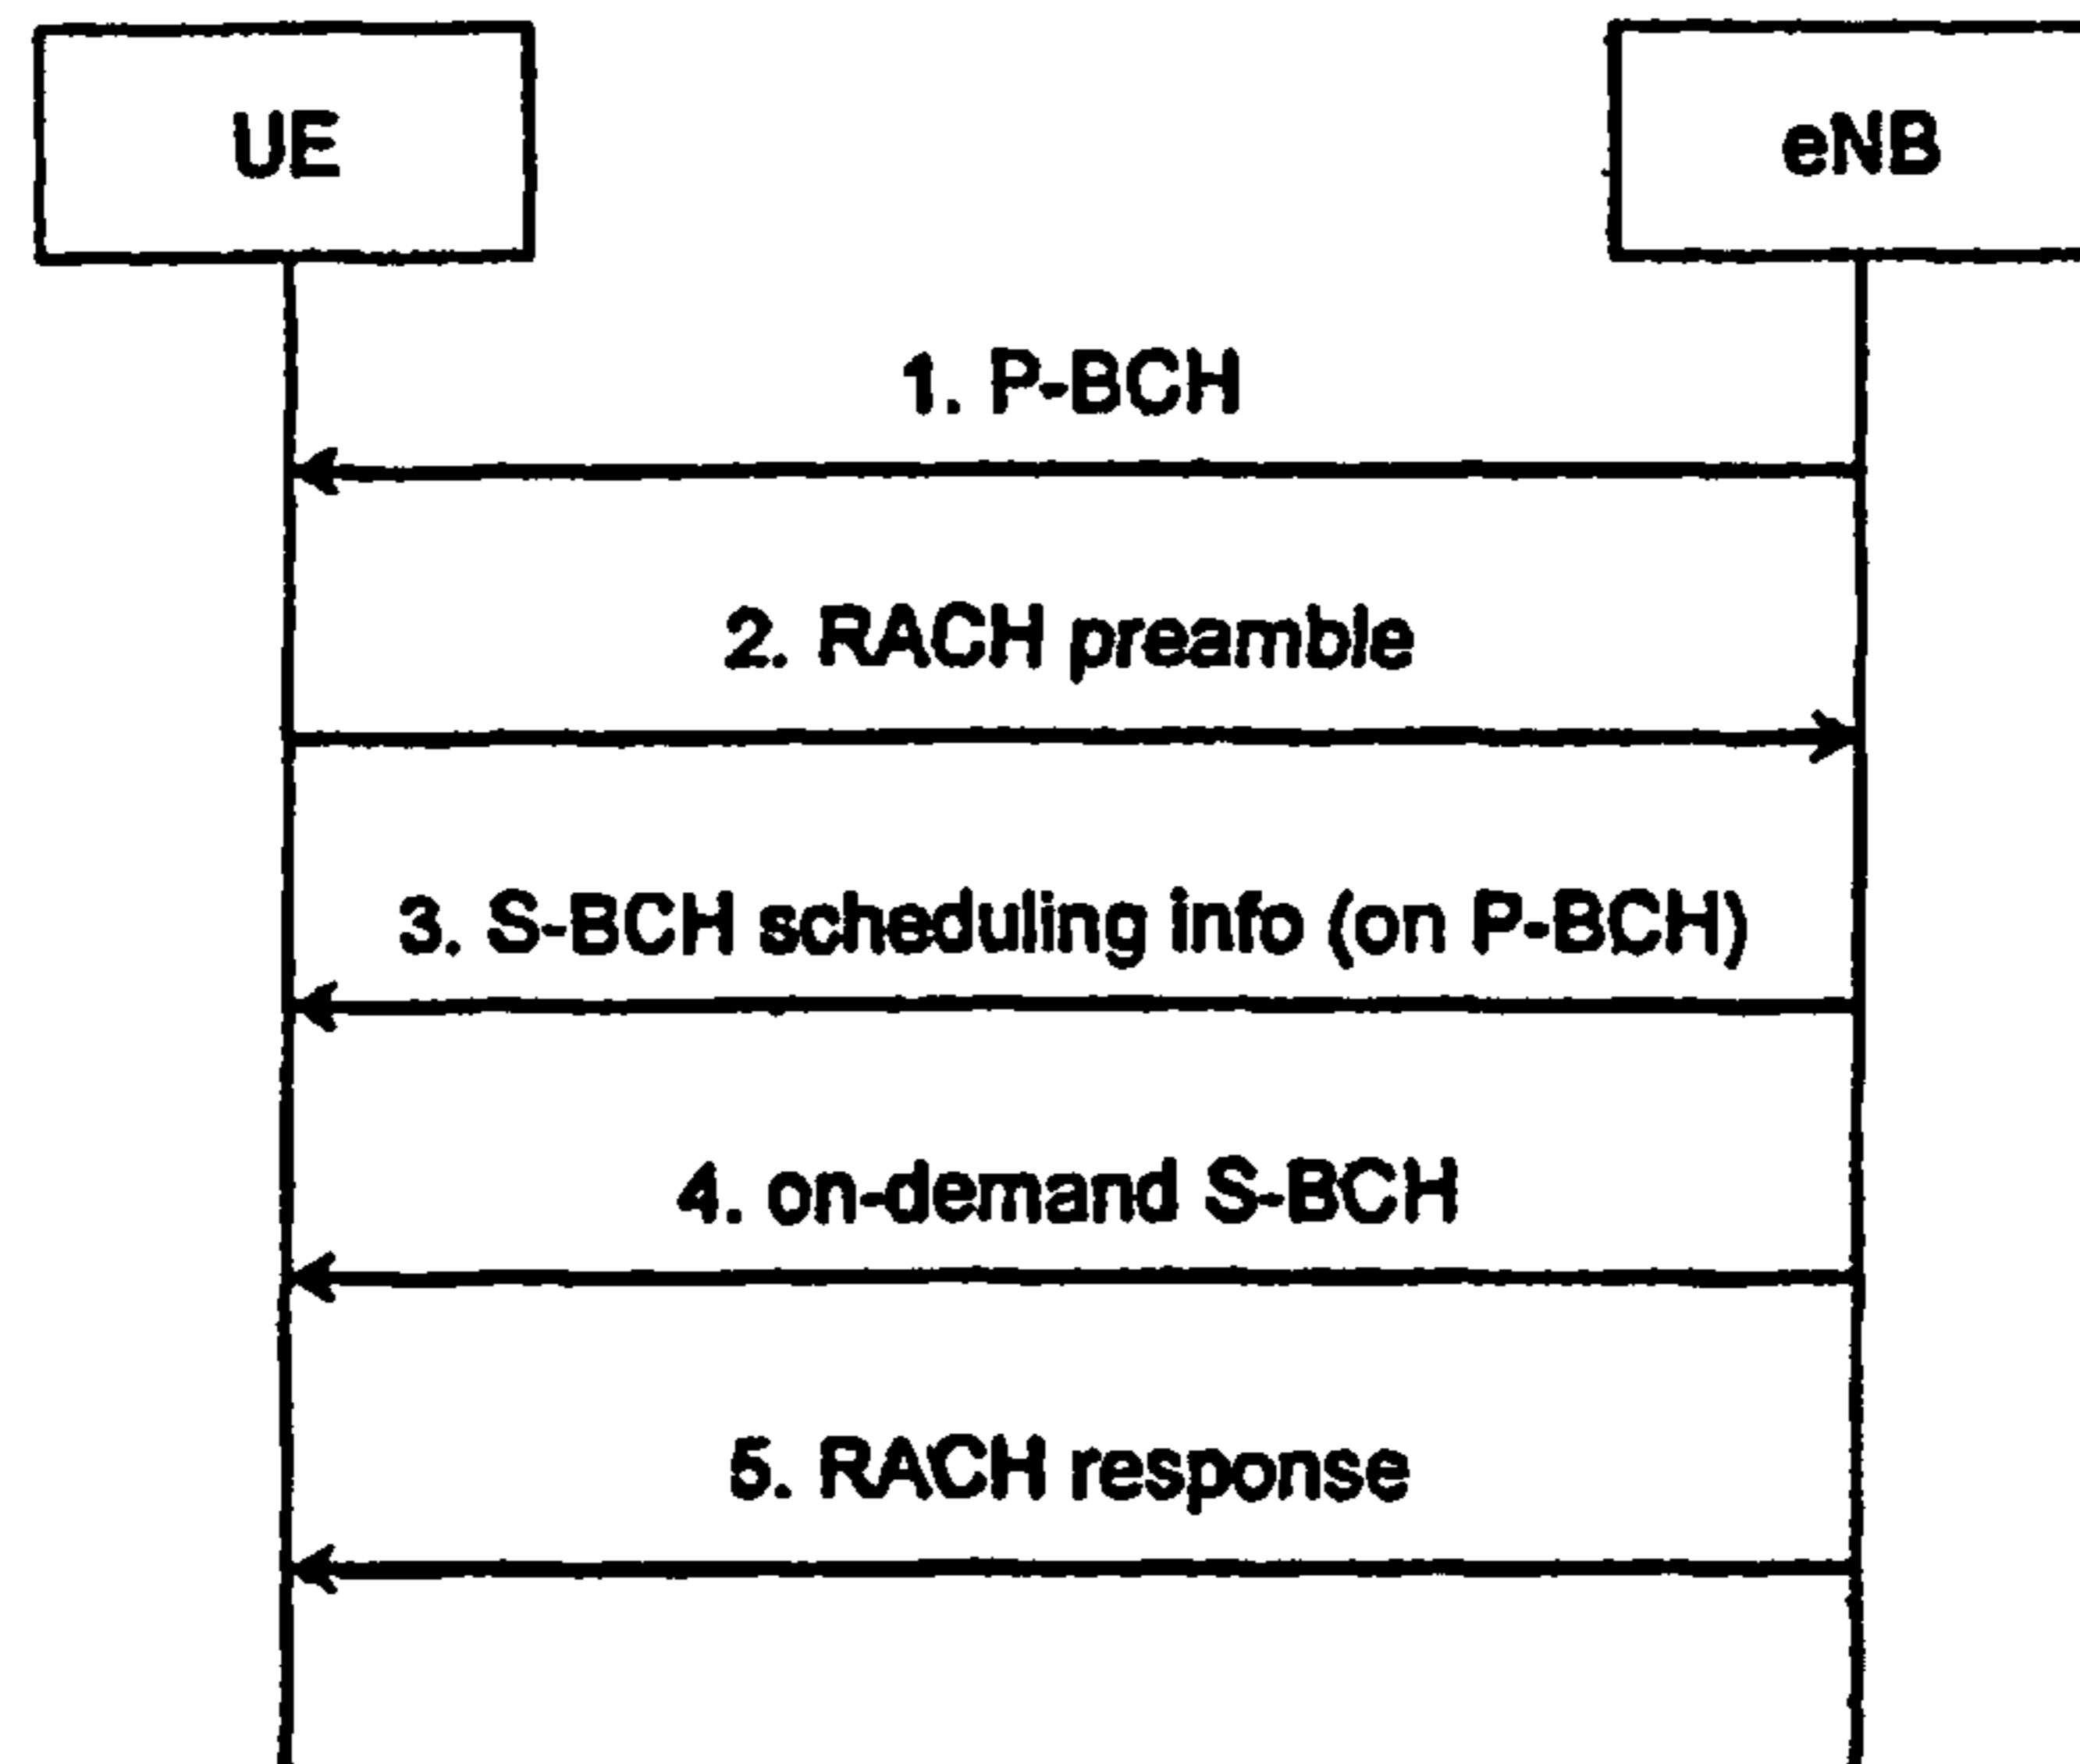 UE
eNB
1. P-BCH
2. RACH preamble
3. S-BCH scheduling info (on P-BCH)
4. on-demand S-BCH
5. RACH response